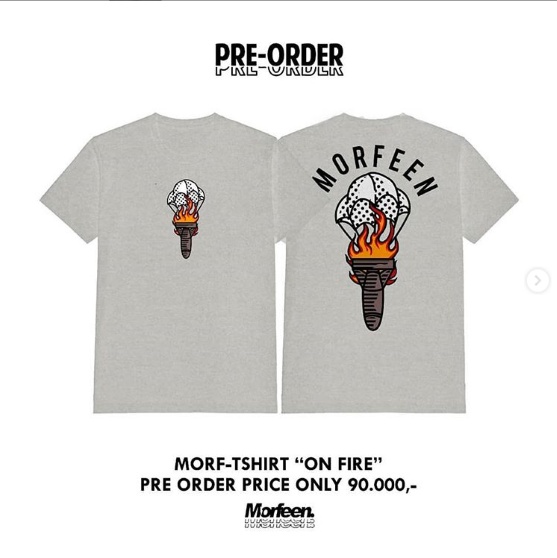 PRE-ORDER
MORFEEN
MORF-TSHIRT “ON FIRE”
PRE ORDER PRICE ONLY 90.000,-
Morfeen.